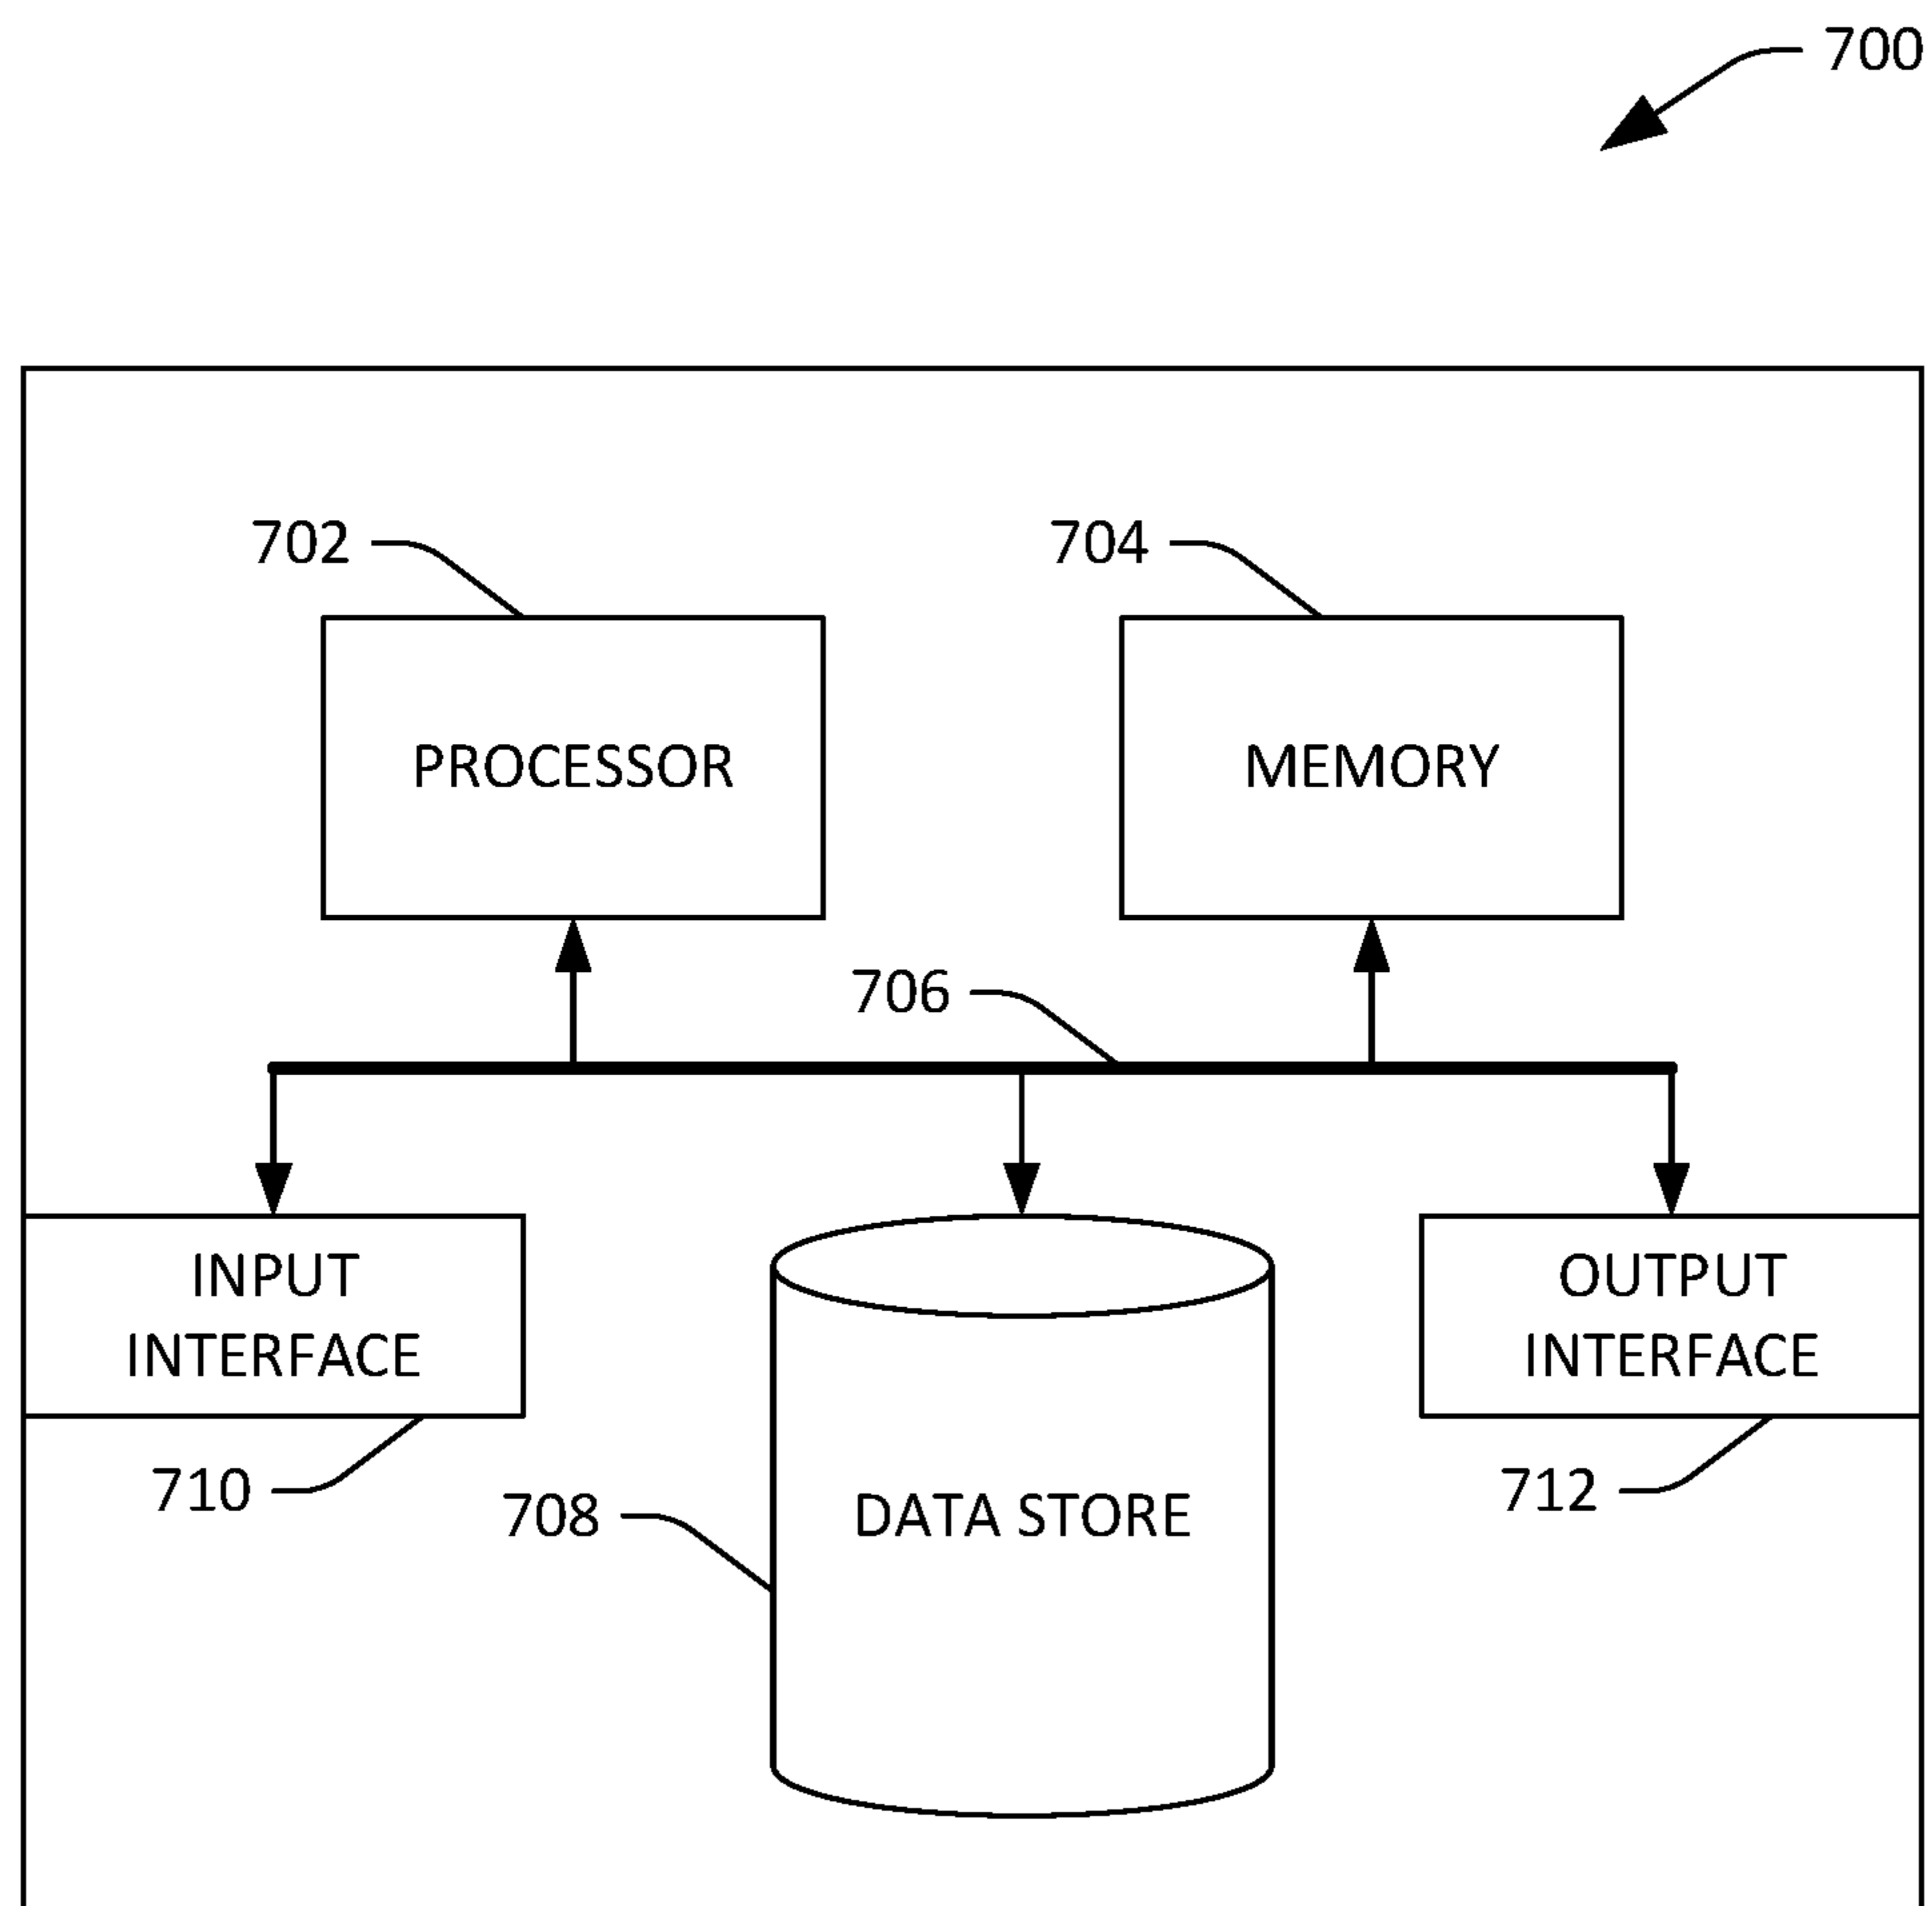 700
702
704
PROCESSOR
MEMORY
706
INPUT
INTERFACE
OUTPUT
INTERFACE
710
708
DATA STORE
712